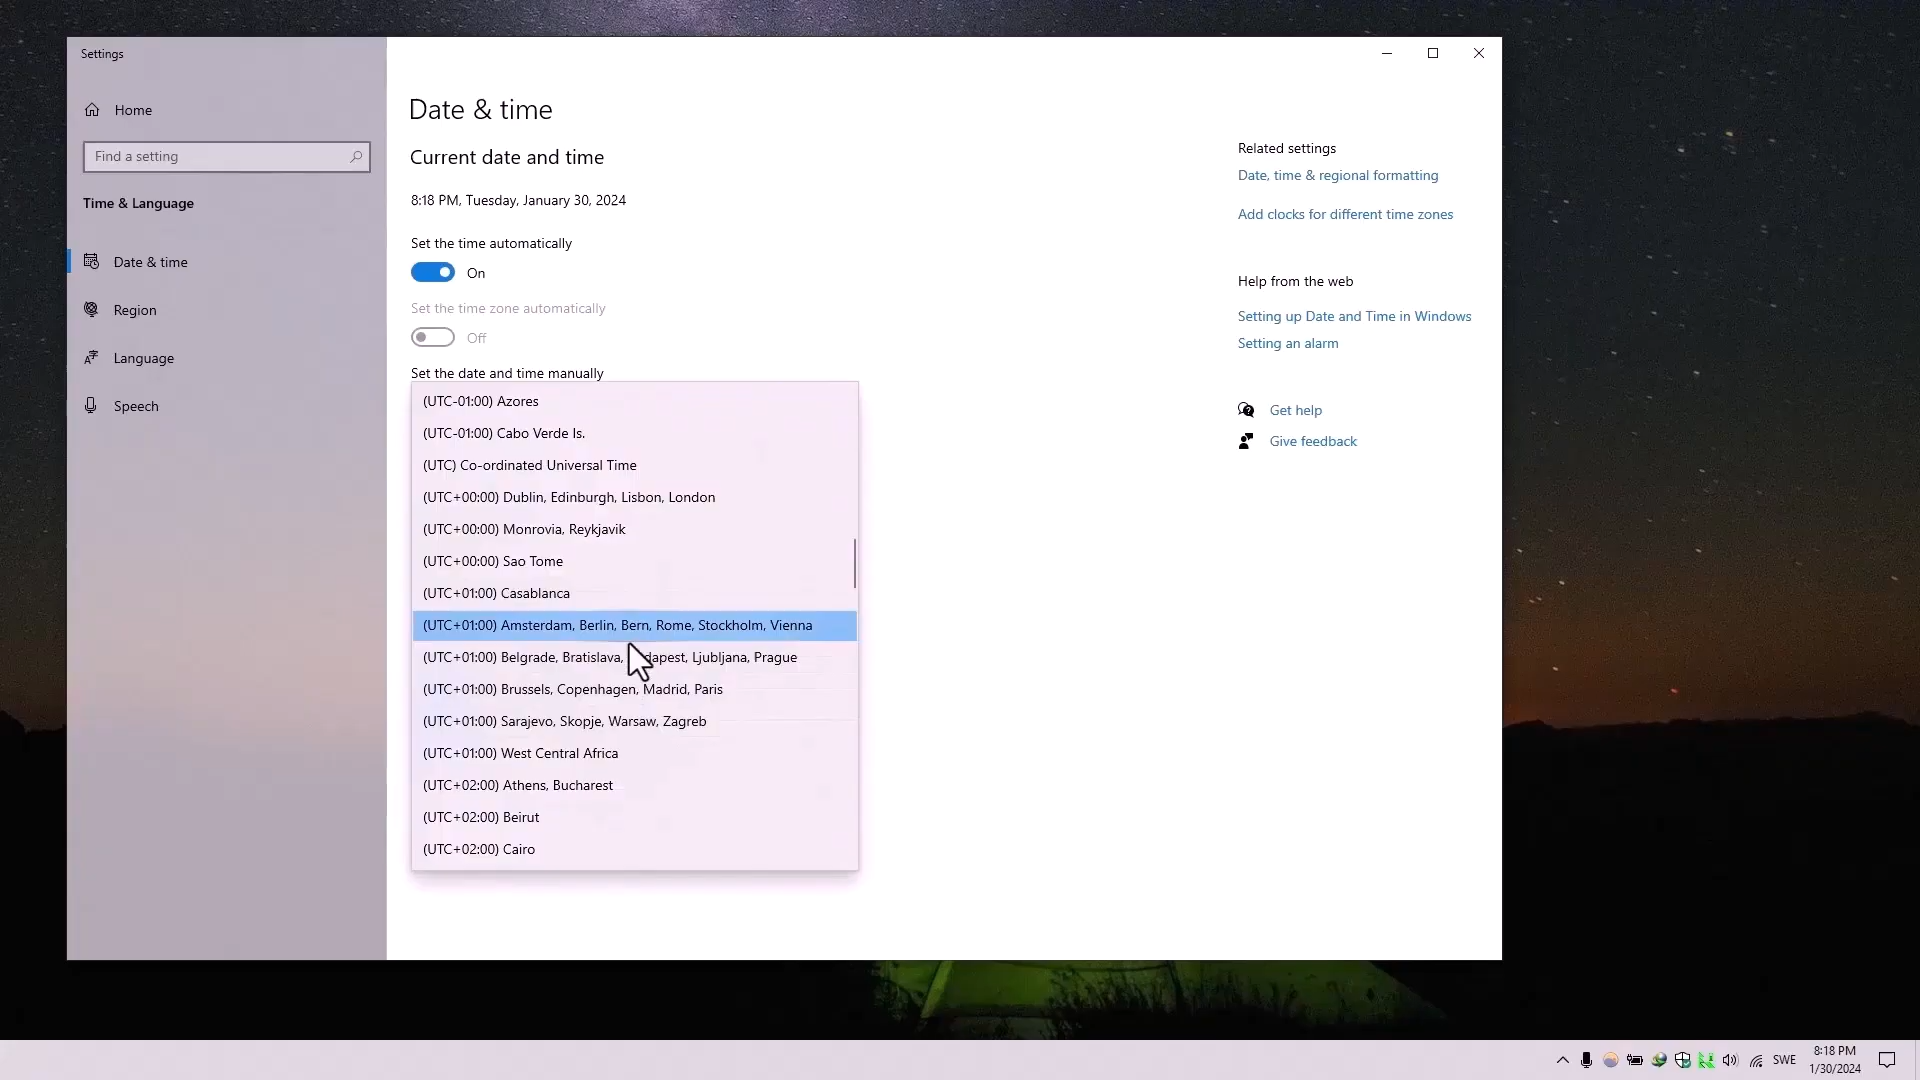 Settings
Home
Find a setting
Time & Language
Date & time
Region
Language
Speech
Date & time
Current date and time
8:18 PM, Tuesday, January 30, 2024
Set the time automatically
On
Set the time zone automatically
Off
Set the date and time manually
(UTC-01:00) Azores
(UTC-01:00) Cabo Verde Is.
(UTC) Co-ordinated Universal Time
(UTC+00:00) Dublin, Edinburgh, Lisbon, London
(UTC+00:00) Monrovia, Reykjavik
(UTC+00:00) Sao Tome
(UTC+01:00) Casablanca
(UTC+01:00) Amsterdam, Berlin, Bern, Rome, Stockholm, Vienna
(UTC+01:00) Belgrade, Bratislava, Budapest, Ljubljana, Prague
(UTC+01:00) Brussels, Copenhagen, Madrid, Paris
(UTC+01:00) Sarajevo, Skopje, Warsaw, Zagreb
(UTC+01:00) West Central Africa
(UTC+02:00) Athens, Bucharest
(UTC+02:00) Beirut
(UTC+02:00) Cairo
Related settings
Date, time & regional formatting
Add clocks for different time zones
Help from the web
Setting up Date and Time in Windows
Setting an alarm
Get help
Give feedback
SWE
8:18 PM
1/30/2024